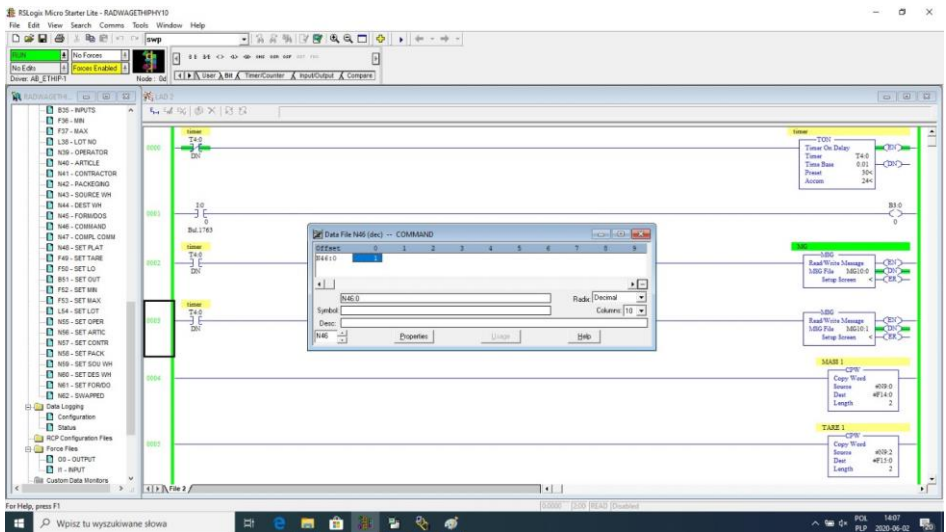 RSLogix Micro Starter Lite - RADWAGETHIPHY10
File Edit View Search Comms Tools Window Help
swp
RUN No Forces
No Edits Forces Enabled
Driver: AB_ETHIP-1 Node: 0d
User Bit Timer/Counter Input/Output Compare
RADWAGETHI...
LAD 2
B35 - INPUTS
F36 - MIN
F37 - MAX
L38 - LOT NO
N39 - OPERATOR
N40 - ARTICLE
N41 - CONTRACTOR
N42 - PACKEGING
N43 - SOURCE WH
N44 - DEST WH
N45 - FORM/DOS
N46 - COMMAND
N47 - COMPL COMM
N48 - SET PLAT
F49 - SET TARE
F50 - SET LO
B51 - SET OUT
F52 - SET MIN
F53 - SET MAX
L54 - SET LOT
N55 - SET OPER
N56 - SET ARTIC
N57 - SET CONTR
N58 - SET PACK
N59 - SET SOU WH
N60 - SET DES WH
N61 - SET FOR/DO
N62 - SWAPPED
Data Logging
Configuration
Status
RCP Configuration Files
Force Files
O0 - OUTPUT
I1 - INPUT
Custom Data Monitors
0000
timer
T4:0
DN
timer
TON
Timer On Delay
Timer T4:0
Time Base 0.01
Preset 30<
Accum 24<
EN
DN
0001
0
Bul.1763
B3:0
0
0002
timer
T4:0
DN
MG
MSG
Read/Write Message
MSG File MG10:0
Setup Screen <
EN
DN
ER
0003
timer
T4:0
DN
MSG
Read/Write Message
MSG File MG10:1
Setup Screen <
EN
DN
ER
0004
MASS 1
CPW
Copy Word
Source #N9:0
Dest #F14:0
Length 2
0005
TARE 1
CPW
Copy Word
Source #N9:2
Dest #F15:0
Length 2
Data File N46 (dec) -- COMMAND
Offset 0 1 2 3 4 5 6 7 8 9
N46:0 1
N46:0 Radix: Decimal
Symbol: Columns: 10
Desc:
N46 Properties Usage Help
File 2
For Help, press F1
2:00 READ Disabled
Wpisz tu wyszukiwane słowa
POL
PLP
14:07
2020-06-02